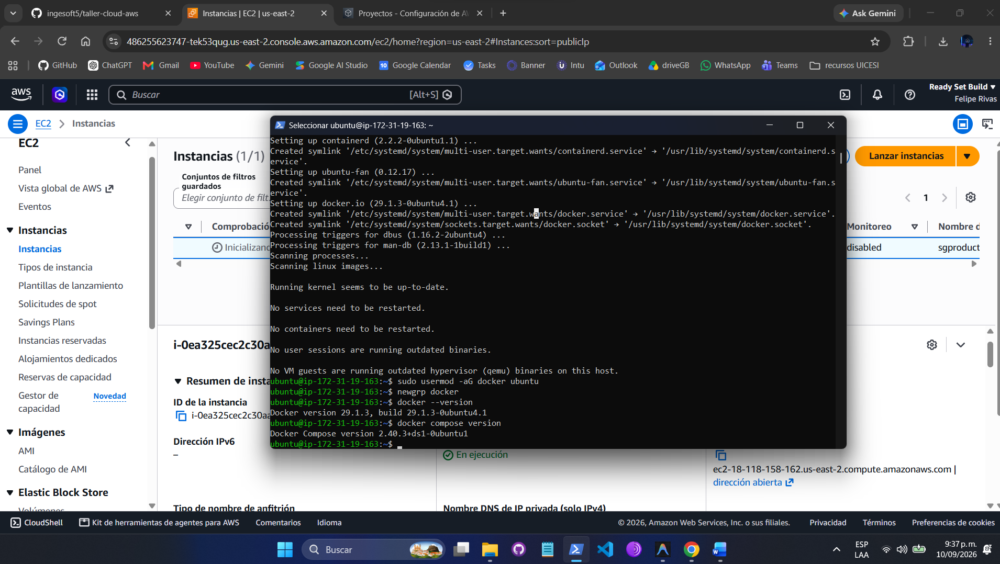 ingesoft5/taller-cloud-aws
Instancias | EC2 | us-east-2
Proyectos - Configuración de AW
Ask Gemini
486255623747-tek53qug.us-east-2.console.aws.amazon.com/ec2/home?region=us-east-2#Instances:sort=publicIp
GitHub
ChatGPT
Gmail
YouTube
Gemini
Google AI Studio
10
Google Calendar
Tasks
Banner
Intu
Outlook
driveGB
WhatsApp
Teams
recursos UICESI
aws
Buscar
[Alt+S]
Ready Set Build
Felipe Rivas
EC2
Instancias
EC2
Panel
Vista global de AWS
Eventos
Instancias
Instancias
Tipos de instancia
Plantillas de lanzamiento
Solicitudes de spot
Savings Plans
Instancias reservadas
Alojamientos dedicados
Reservas de capacidad
Gestor de
capacidad
Novedad
Imágenes
AMI
Catálogo de AMI
Elastic Block Store
Volúmenes
Instancias (1/1)
Conjuntos de filtros
guardados
Elegir conjunto de filt
Lanzar instancias
1
Comprobació
Monitoreo
Nombre d
Inicializand
disabled
sgproduct
i-0ea325cec2c30a
Resumen de insta
ID de la instancia
i-0ea325cec2c30aa
Dirección IPv6
–
En ejecución
ec2-18-118-158-162.us-east-2.compute.amazonaws.com |
dirección abierta
Tipo de nombre de anfitrión
Nombre DNS de IP privada (solo IPv4)
Seleccionar ubuntu@ip-172-31-19-163: ~
Setting up containerd (2.2.2-0ubuntu1.1) ...
Created symlink '/etc/systemd/system/multi-user.target.wants/containerd.service' → '/usr/lib/systemd/system/containerd.s
ervice'.
Setting up ubuntu-fan (0.12.17) ...
Created symlink '/etc/systemd/system/multi-user.target.wants/ubuntu-fan.service' → '/usr/lib/systemd/system/ubuntu-fan.s
ervice'.
Setting up docker.io (29.1.3-0ubuntu4.1) ...
Created symlink '/etc/systemd/system/multi-user.target.wants/docker.service' → '/usr/lib/systemd/system/docker.service'.
Created symlink '/etc/systemd/system/sockets.target.wants/docker.socket' → '/usr/lib/systemd/system/docker.socket'.
Processing triggers for dbus (1.16.2-2ubuntu4) ...
Processing triggers for man-db (2.13.1-1build1) ...
Scanning processes...
Scanning linux images...
Running kernel seems to be up-to-date.
No services need to be restarted.
No containers need to be restarted.
No user sessions are running outdated binaries.
No VM guests are running outdated hypervisor (qemu) binaries on this host.
ubuntu@ip-172-31-19-163:~$ sudo usermod -aG docker ubuntu
ubuntu@ip-172-31-19-163:~$ newgrp docker
ubuntu@ip-172-31-19-163:~$ docker --version
Docker version 29.1.3, build 29.1.3-0ubuntu4.1
ubuntu@ip-172-31-19-163:~$ docker compose version
Docker Compose version 2.40.3+ds1-0ubuntu1
ubuntu@ip-172-31-19-163:~$
CloudShell
Kit de herramientas de agentes para AWS
Comentarios
Idioma
© 2026, Amazon Web Services, Inc. o sus filiales.
Privacidad
Términos
Preferencias de cookies
Buscar
ESP
LAA
9:37 p. m.
10/09/2026